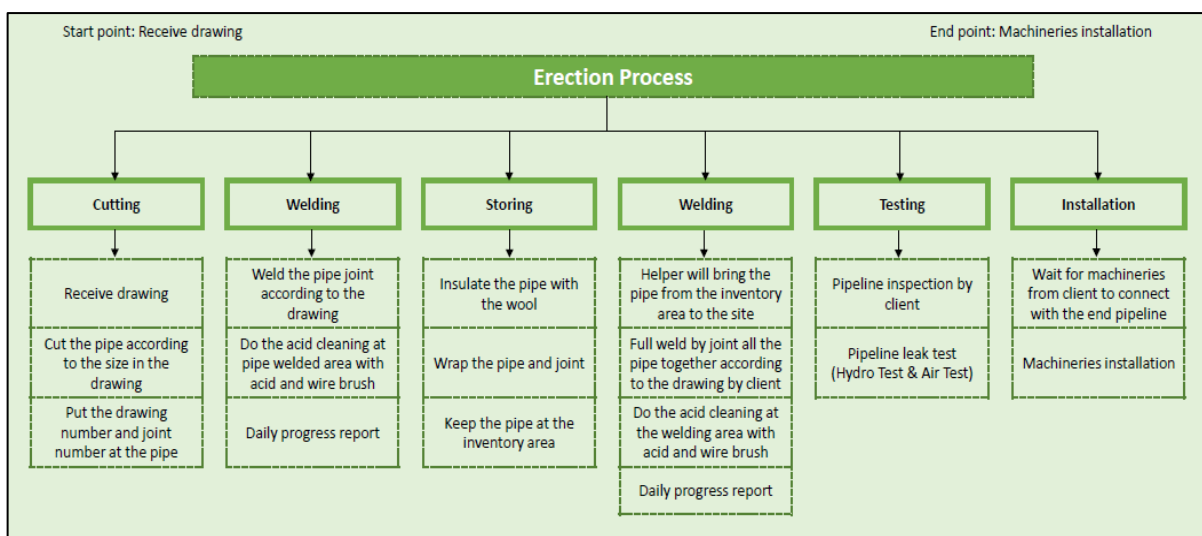 Start point: Receive drawing
End point: Machineries installation
Erection Process
Cutting
Welding
Storing
Welding
Testing
Installation
Receive drawing
Cut the pipe according
to the size in the
drawing
Put the drawing
number and joint
number at the pipe
Weld the pipe joint
according to the
drawing
Do the acid cleaning at
pipe welded area with
acid and wire brush
Daily progress report
Insulate the pipe with
the wool
Wrap the pipe and joint
Keep the pipe at the
inventory area
Helper will bring the
pipe from the inventory
area to the site
Full weld by joint all the
pipe together according
to the drawing by client
Do the acid cleaning at
the welding area with
acid and wire brush
Daily progress report
Pipeline inspection by
client
Pipeline leak test
(Hydro Test & Air Test)
Wait for machineries
from client to connect
with the end pipeline
Machineries installation